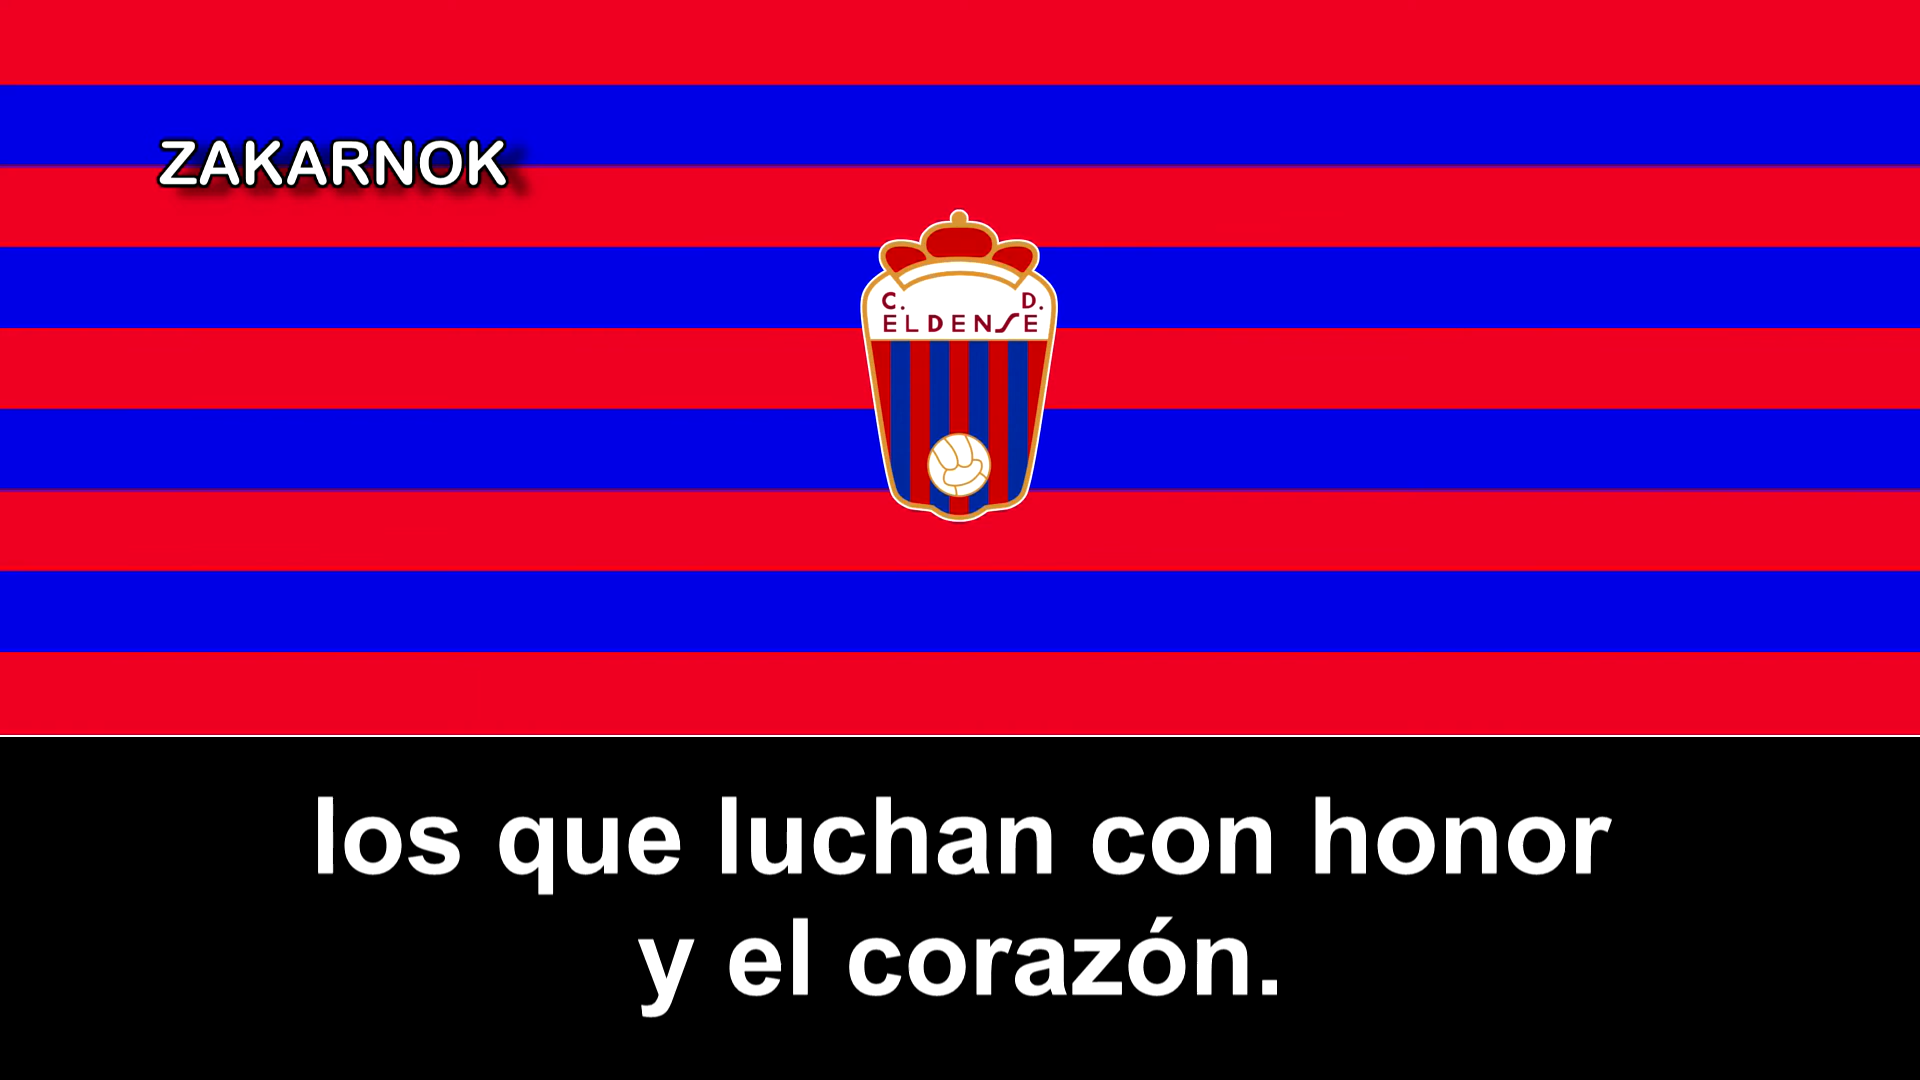 ZAKARNOK
C. D.
ELDENSE
los que luchan con honor
y el corazón.